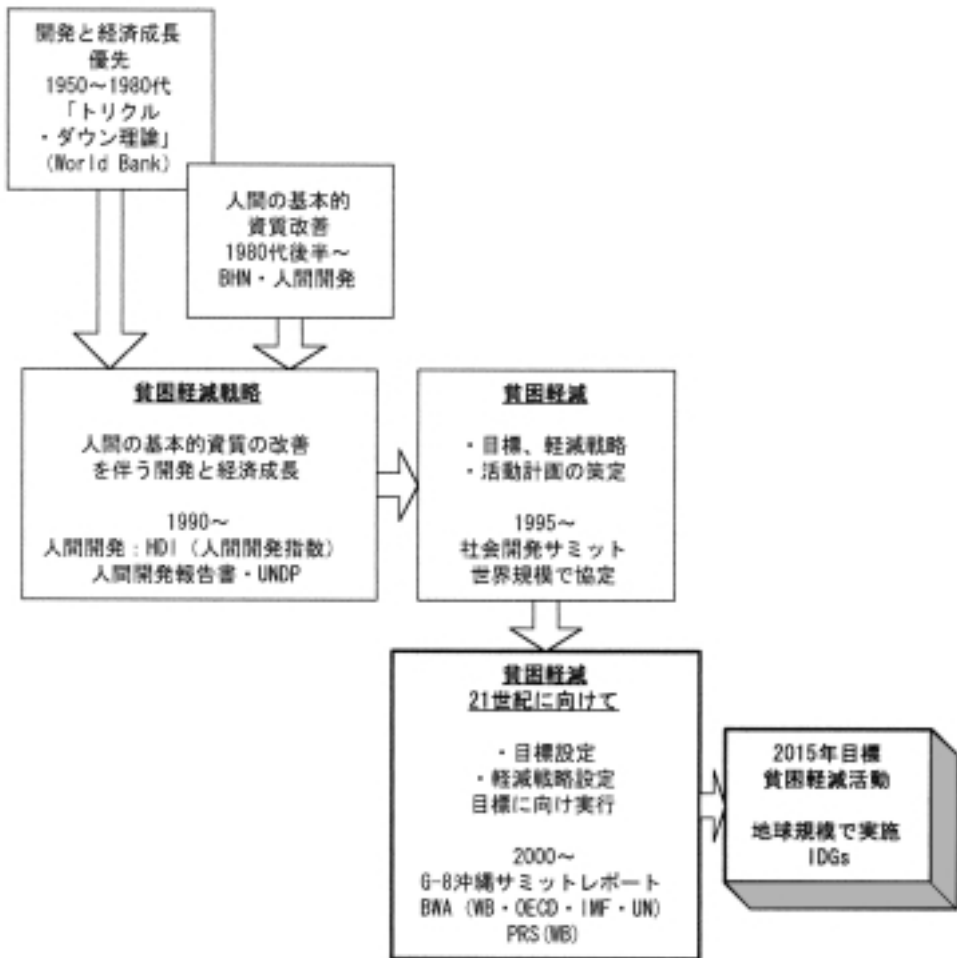 開発と経済成長
優先
1950～1980代
「トリクル
・ダウン理論」
(World Bank)
人間の基本的
資質改善
1980代後半～
BHN・人間開発
貧困軽減戦略
人間の基本的資質の改善
を伴う開発と経済成長
1990～
人間開発：HDI（人間開発指数）
人間開発報告書・UNDP
貧困軽減
・目標、軽減戦略
・活動計画の策定
1995～
社会開発サミット
世界規模で協定
貧困軽減
21世紀に向けて
・目標設定
・軽減戦略設定
目標に向け実行
2000～
G-8沖縄サミットレポート
BWA (WB・OECD・IMF・UN)
PRS(WB)
2015年目標
貧困軽減活動
地球規模で実施
IDGs